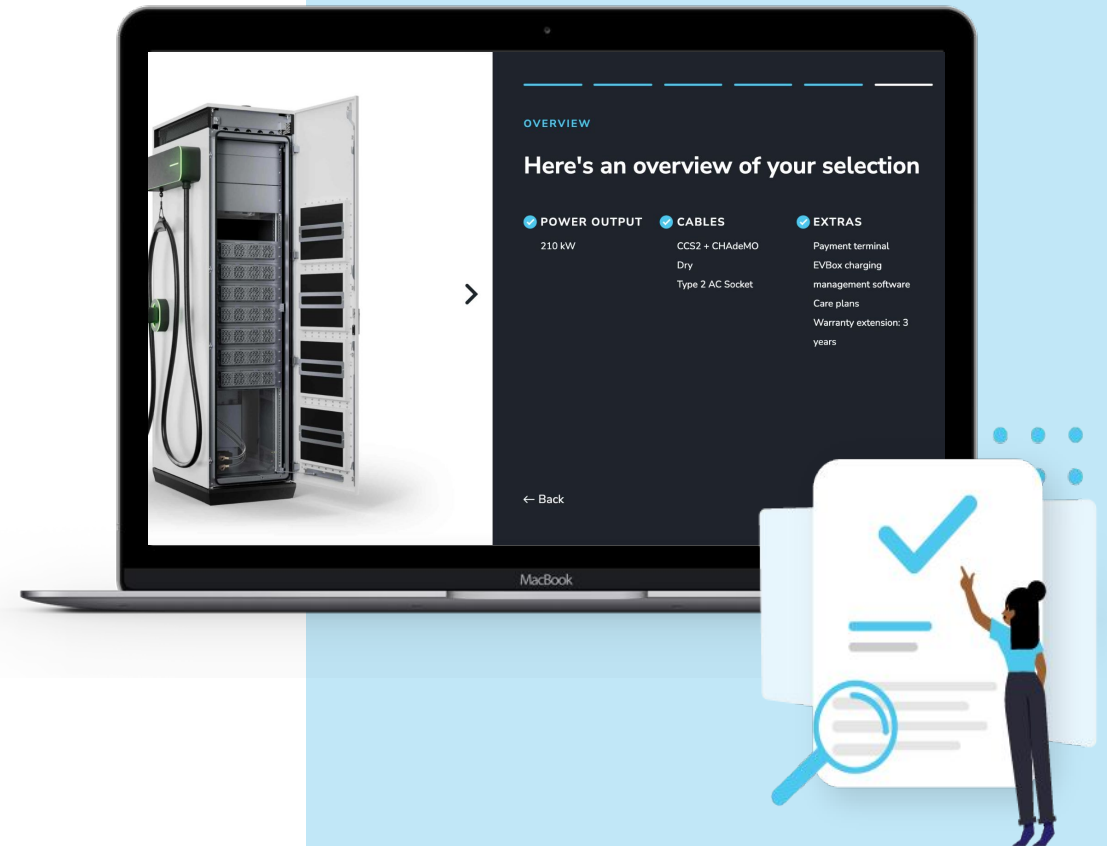 OVERVIEW
Here's an overview of your selection
POWER OUTPUT
210 kW
CABLES
CCS2 + CHAdeMO
Dry
Type 2 AC Socket
EXTRAS
Payment terminal
EVBox charging
management software
Care plans
Warranty extension: 3
years
← Back
MacBook